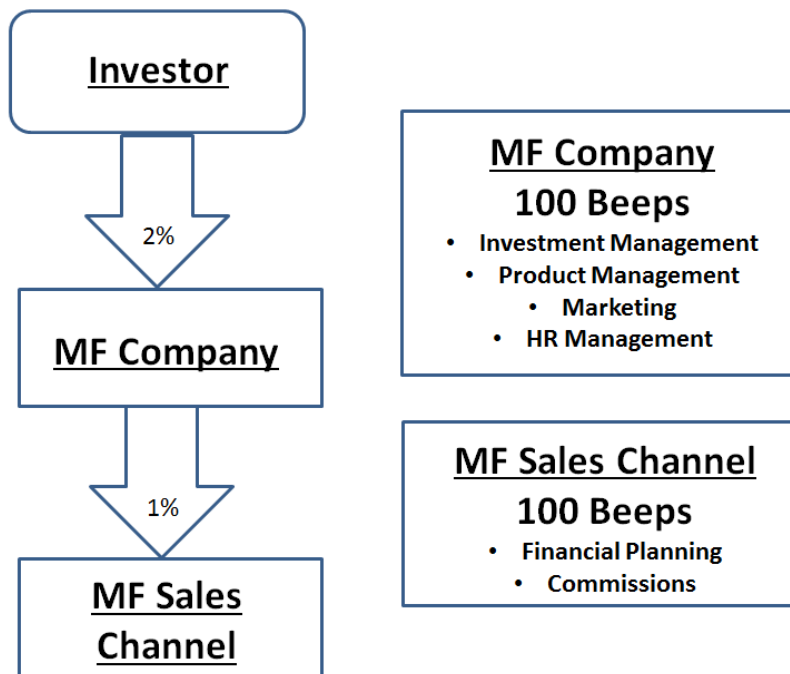 Investor
2%
MF Company
1%
MF Sales
Channel
MF Company
100 Beeps
• Investment Management
• Product Management
• Marketing
• HR Management
MF Sales Channel
100 Beeps
• Financial Planning
• Commissions